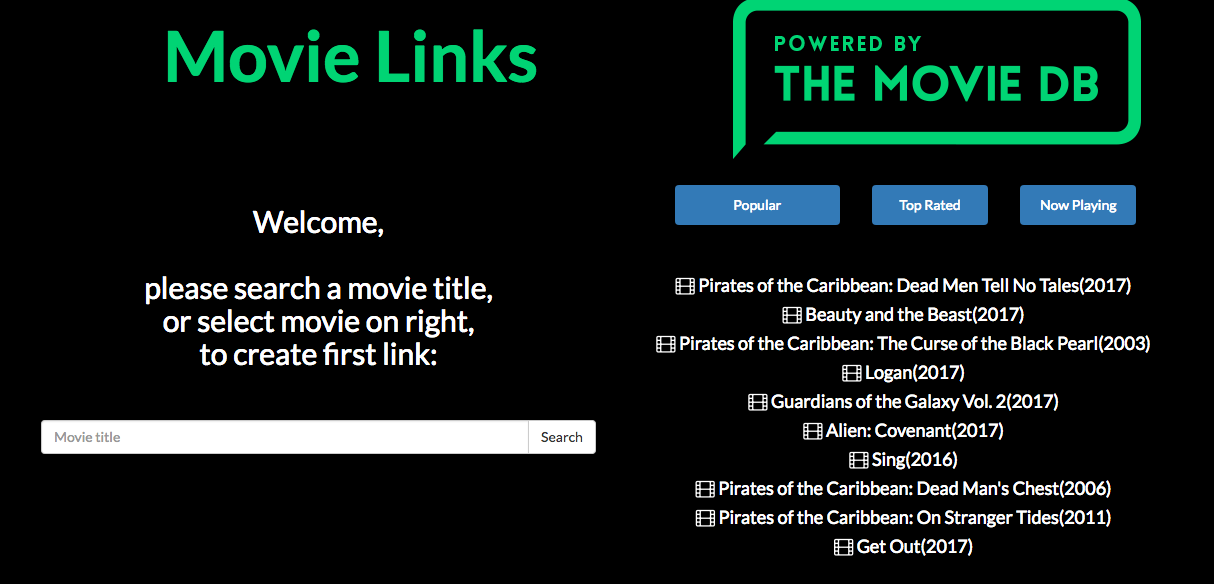 Movie Links
POWERED BY
THE MOVIE DB
Welcome,
please search a movie title,
or select movie on right,
to create first link:
Movie title
Search
Popular
Top Rated
Now Playing
Pirates of the Caribbean: Dead Men Tell No Tales(2017)
Beauty and the Beast(2017)
Pirates of the Caribbean: The Curse of the Black Pearl(2003)
Logan(2017)
Guardians of the Galaxy Vol. 2(2017)
Alien: Covenant(2017)
Sing(2016)
Pirates of the Caribbean: Dead Man's Chest(2006)
Pirates of the Caribbean: On Stranger Tides(2011)
Get Out(2017)